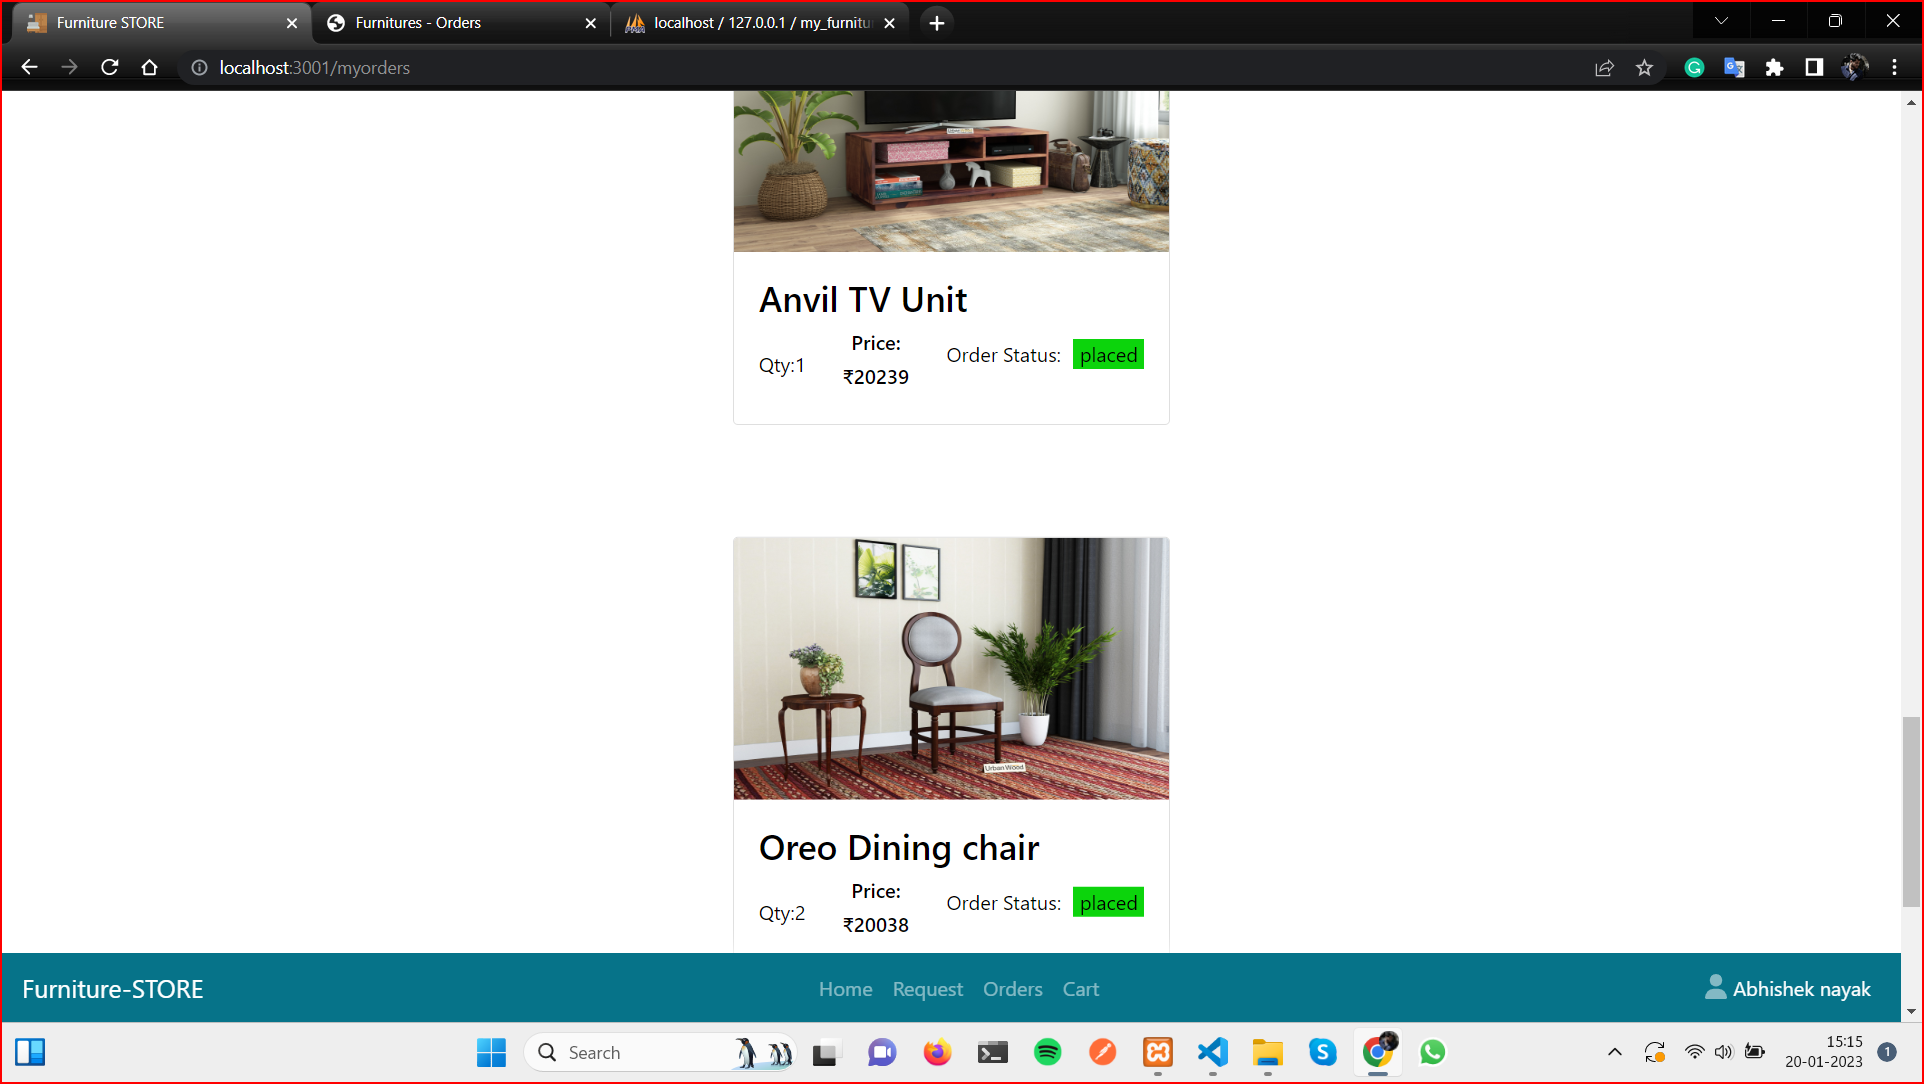 Furniture STORE
Furnitures - Orders
localhost / 127.0.0.1 / my_furnitu
localhost:3001/myorders
Anvil TV Unit
Qty:1
Price:
₹20239
Order Status: placed
Urban Wood
Oreo Dining chair
Qty:2
Price:
₹20038
Order Status: placed
Furniture-STORE
Home Request Orders Cart
Abhishek nayak
Search
15:15
20-01-2023
1